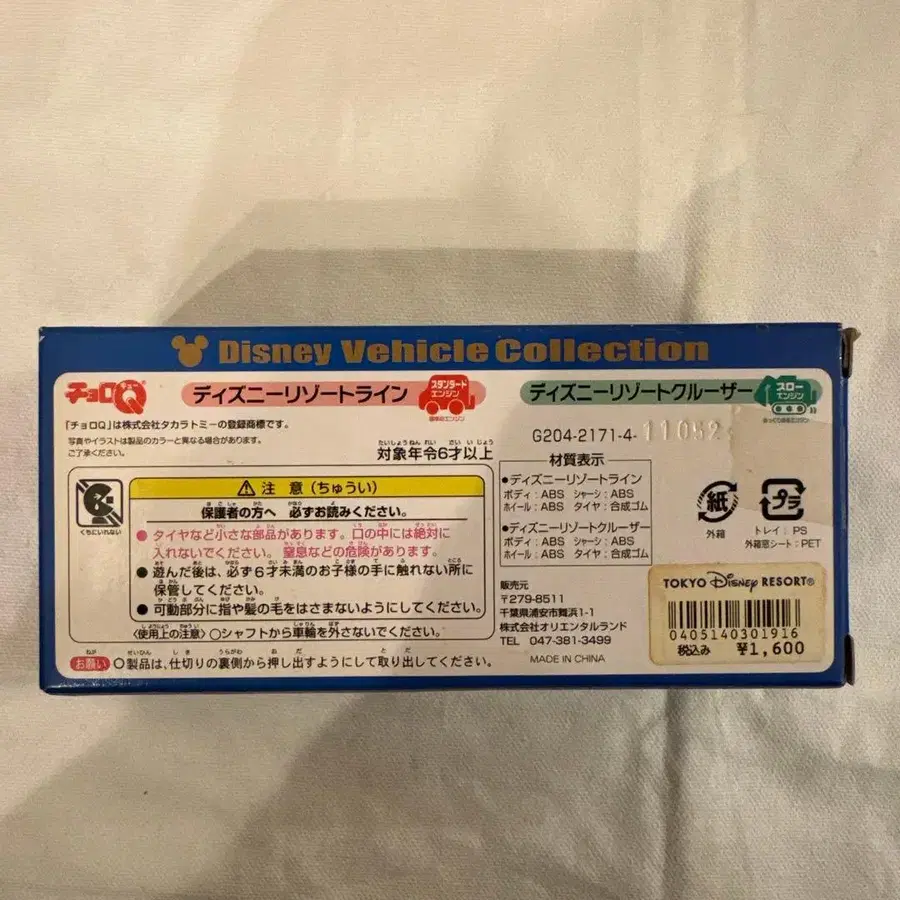 Disney Vehicle Collection
チョロQ
ディズニーリゾートライン
スタンダードエンジン
ディズニーリゾートクルーザー
スローエンジン
「チョロQ」は株式会社タカラトミーの登録商標です。
写真やイラストは製品のカラーと異なる場合があります。
ご了承ください。
対象年令6才以上
G204-2171-4-
11052
注意(ちゅうい)
保護者の方へ 必ずお読みください。
くちにいれない
●タイヤなど小さな部品があります。口の中には絶対に
入れないでください。窒息などの危険があります。
●遊んだ後は、必ず6才未満のお子様の手に触れない所に
保管してください。
●可動部分に指や髪の毛をはさまないようにしてください。
〈使用上の注意〉○シャフトから車輪を外さないでください。
お願い ○製品は、仕切りの裏側から押し出すようにして取り出してください。
材質表示
●ディズニーリゾートライン
ボディ:ABS シャーシ:ABS
ホイール:ABS タイヤ:合成ゴム
●ディズニーリゾートクルーザー
ボディ:ABS シャーシ:ABS
ホイール:ABS タイヤ:合成ゴム
紙
外箱
プラ
トレイ:PS
外箱窓シート:PET
販売元
〒279-8511
千葉県浦安市舞浜1-1
株式会社オリエンタルランド
TEL 047-381-3499
MADE IN CHINA
TOKYO Disney RESORT®
0405140301916
税込み ¥1,600